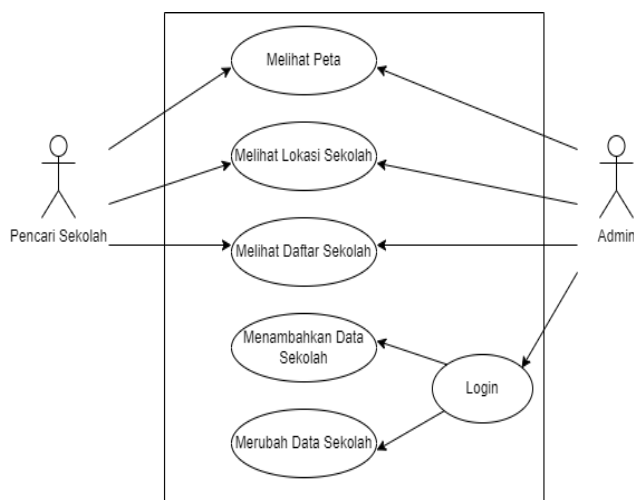 Melihat Peta
Melihat Lokasi Sekolah
Pencari Sekolah
Admin
Melihat Daftar Sekolah
Menambahkan Data
Sekolah
Login
Merubah Data Sekolah